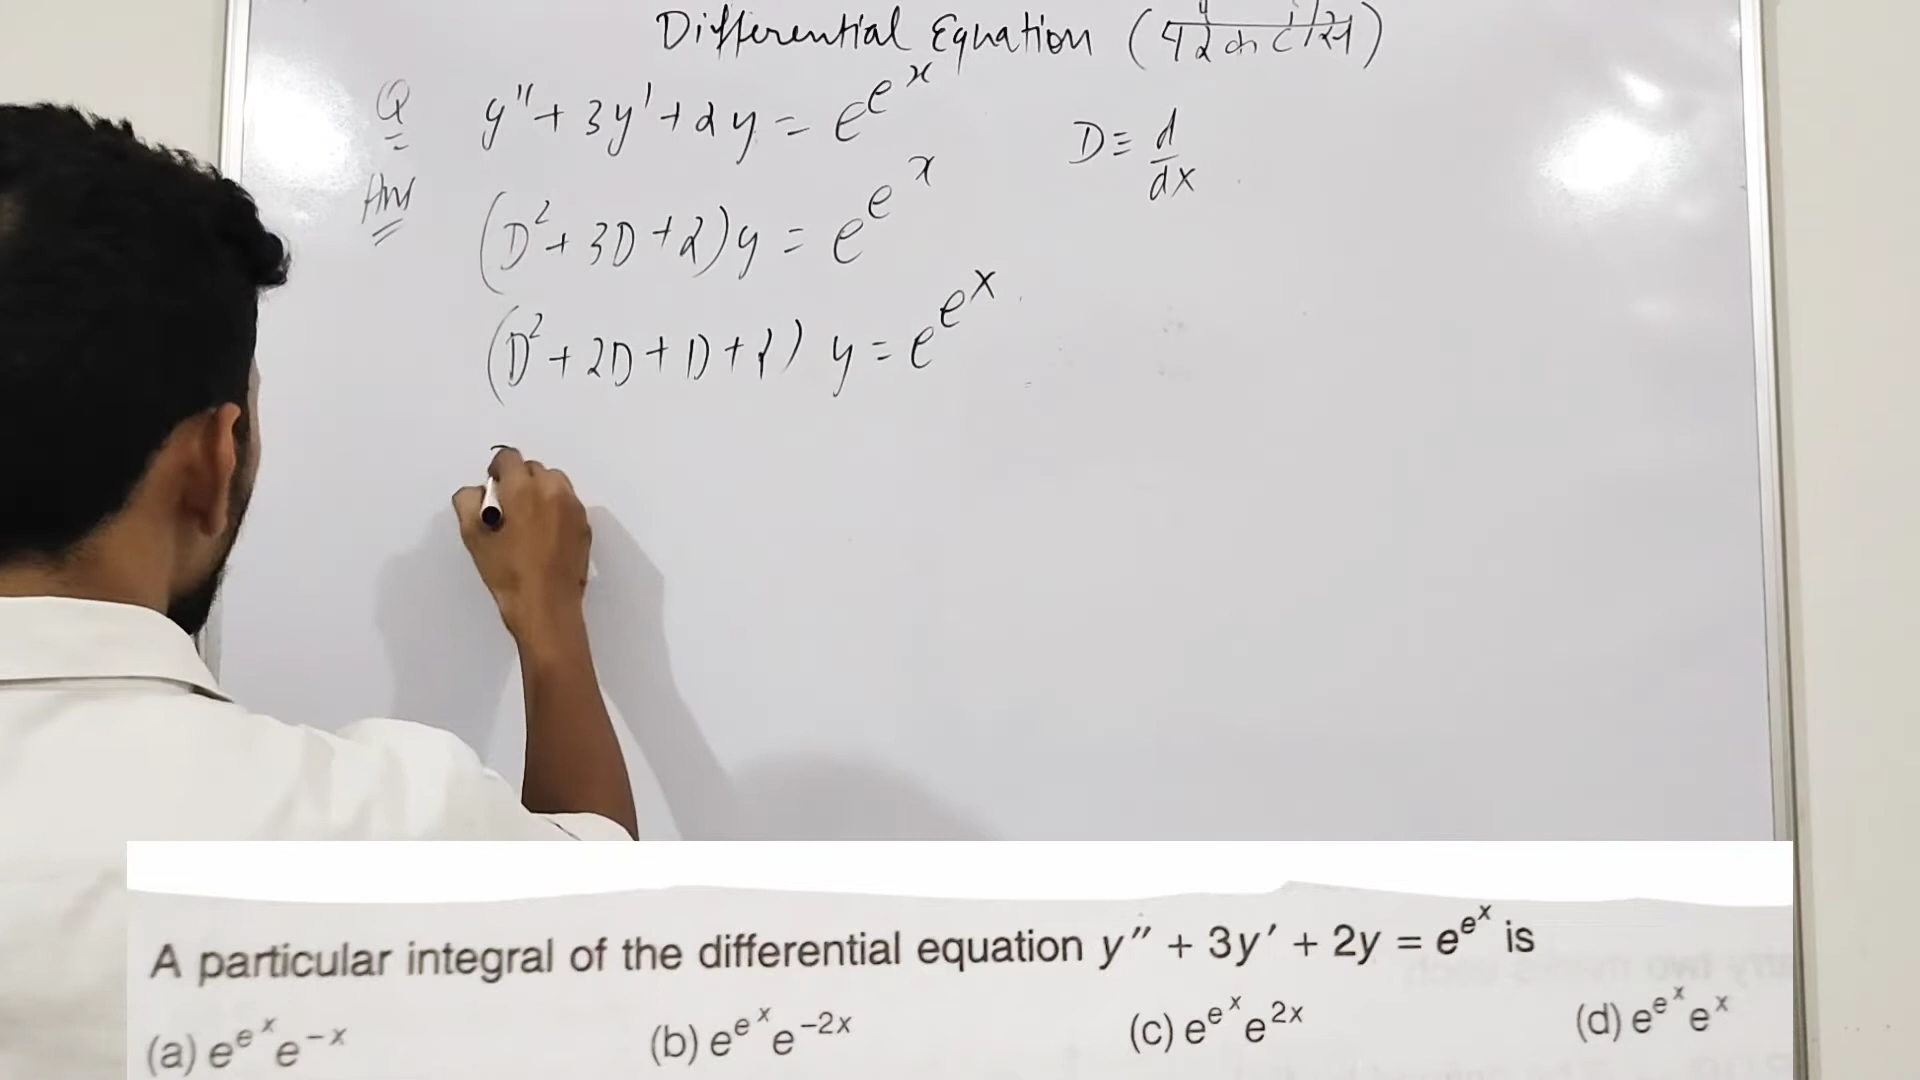 Differential Equation
Q y'' + 3y' + 2y = e^{e^x}
D ≡ d/dx
Ans (D² + 3D + 2)y = e^{e^x}
(D² + 2D + D + 2) y = e^{e^x}
A particular integral of the differential equation y″ + 3y′ + 2y = e^{e^x} is
(a) e^{e^x} e^{−x} (b) e^{e^x} e^{−2x} (c) e^{e^x} e^{2x} (d) e^{e^x} e^x